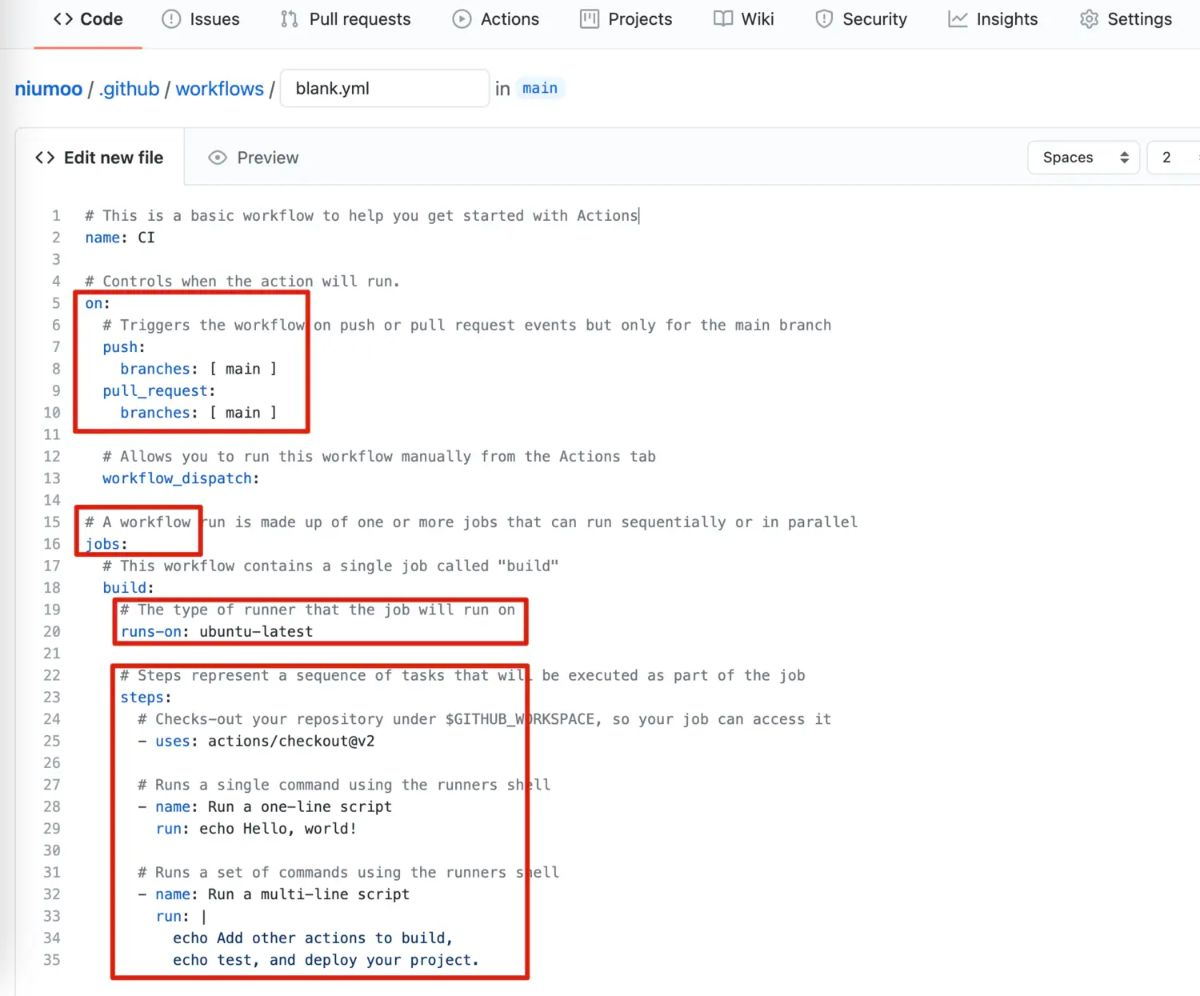 Code Issues Pull requests Actions Projects Wiki Security Insights Settings
niumoo / .github / workflows / blank.yml in main
Edit new file Preview Spaces 2
1 # This is a basic workflow to help you get started with Actions
2 name: CI
3
4 # Controls when the action will run.
5 on:
6 # Triggers the workflow on push or pull request events but only for the main branch
7 push:
8 branches: [ main ]
9 pull_request:
10 branches: [ main ]
11
12 # Allows you to run this workflow manually from the Actions tab
13 workflow_dispatch:
14
15 # A workflow run is made up of one or more jobs that can run sequentially or in parallel
16 jobs:
17 # This workflow contains a single job called "build"
18 build:
19 # The type of runner that the job will run on
20 runs-on: ubuntu-latest
21
22 # Steps represent a sequence of tasks that will be executed as part of the job
23 steps:
24 # Checks-out your repository under $GITHUB_WORKSPACE, so your job can access it
25 - uses: actions/checkout@v2
26
27 # Runs a single command using the runners shell
28 - name: Run a one-line script
29 run: echo Hello, world!
30
31 # Runs a set of commands using the runners shell
32 - name: Run a multi-line script
33 run: |
34 echo Add other actions to build,
35 echo test, and deploy your project.